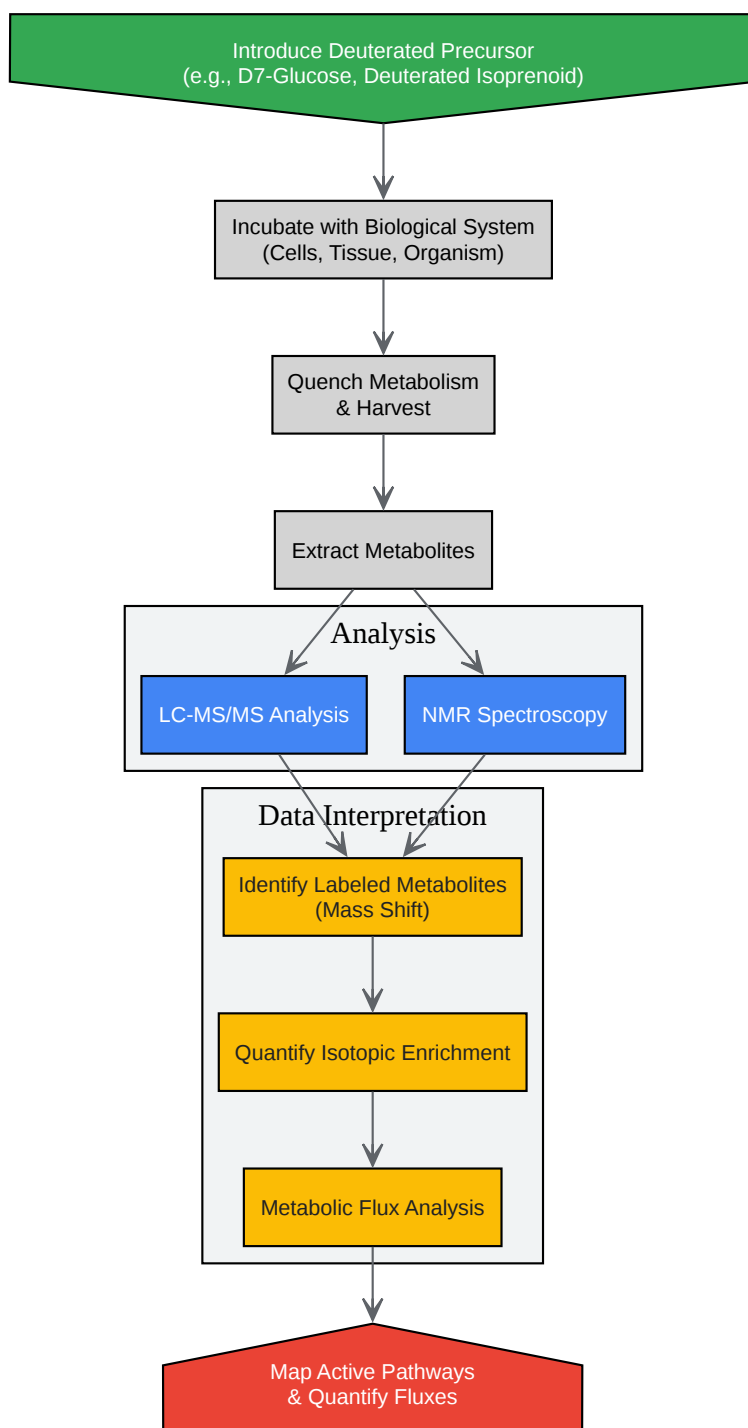 Introduce Deuterated Precursor
(e.g., D7-Glucose, Deuterated Isoprenoid)
Incubate with Biological System
(Cells, Tissue, Organism)
Quench Metabolism
& Harvest
Extract Metabolites
Analysis
LC-MS/MS Analysis
NMR Spectroscopy
Data Interpretation
Identify Labeled Metabolites
(Mass Shift)
Quantify Isotopic Enrichment
Metabolic Flux Analysis
Map Active Pathways
& Quantify Fluxes